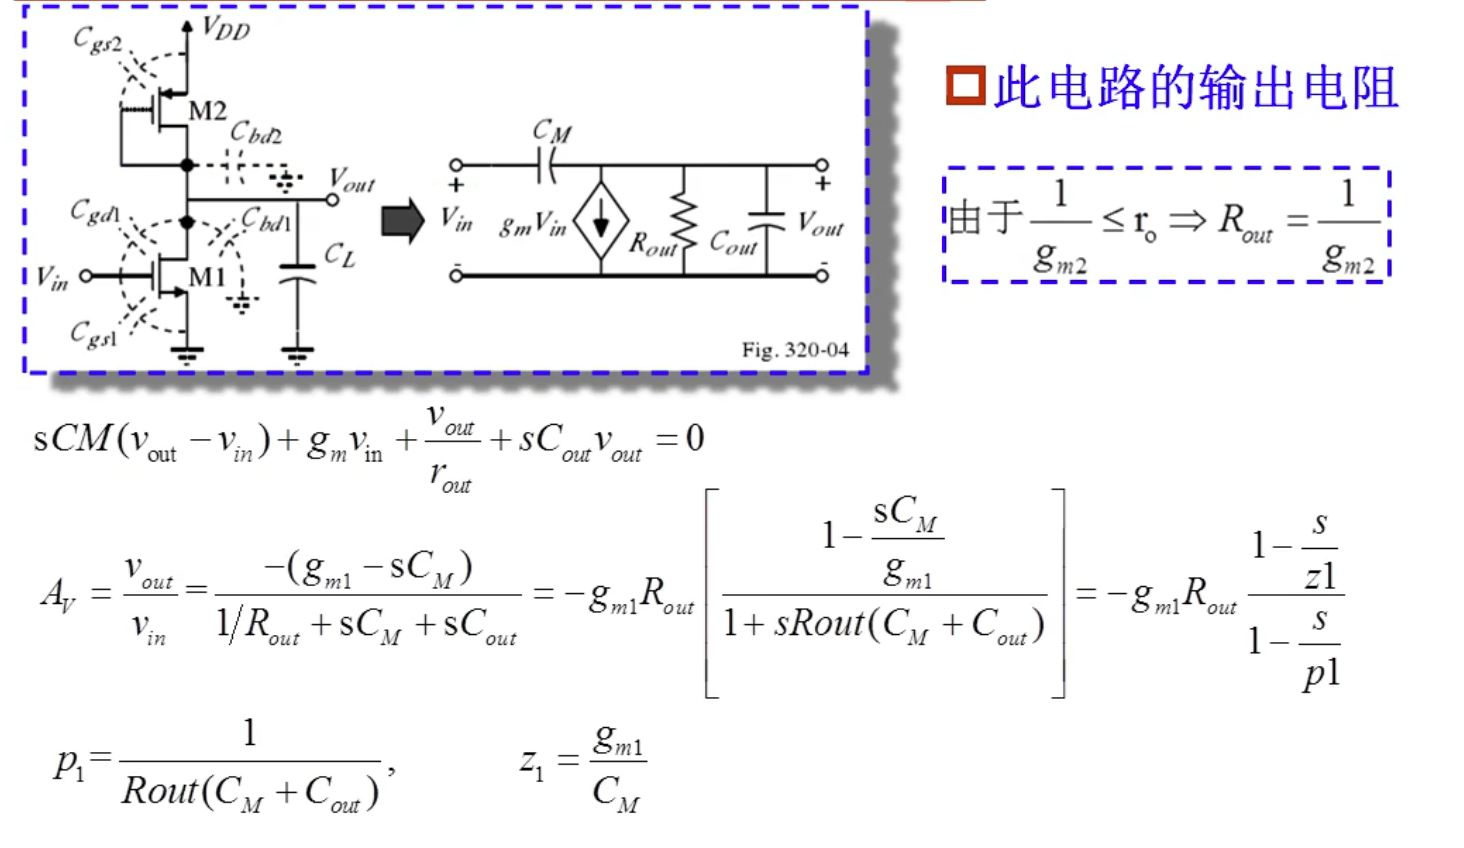 C_{gs2}
V_{DD}
M2
C_{bd2}
V_{out}
C_{gd1}
C_{bd1}
V_{in}
M1
C_L
C_{gs1}
C_M
+
V_{in}
-
g_mV_{in}
R_{out}
C_{out}
+
V_{out}
-
Fig. 320-04
此电路的输出电阻
由于 \frac{1}{g_{m2}} ≤ r_o ⇒ R_{out} = \frac{1}{g_{m2}}
sCM(v_{out} - v_{in}) + g_m v_{in} + \frac{v_{out}}{r_{out}} + sC_{out}v_{out} = 0
A_V = \frac{v_{out}}{v_{in}} = \frac{-(g_{m1} - sC_M)}{1/R_{out} + sC_M + sC_{out}} = -g_{m1}R_{out} \left[ \frac{1 - \frac{sC_M}{g_{m1}}}{1 + sRout(C_M + C_{out})} \right] = -g_{m1}R_{out} \frac{1 - \frac{s}{z1}}{1 - \frac{s}{p1}}
p_1 = \frac{1}{Rout(C_M + C_{out})}, z_1 = \frac{g_{m1}}{C_M}